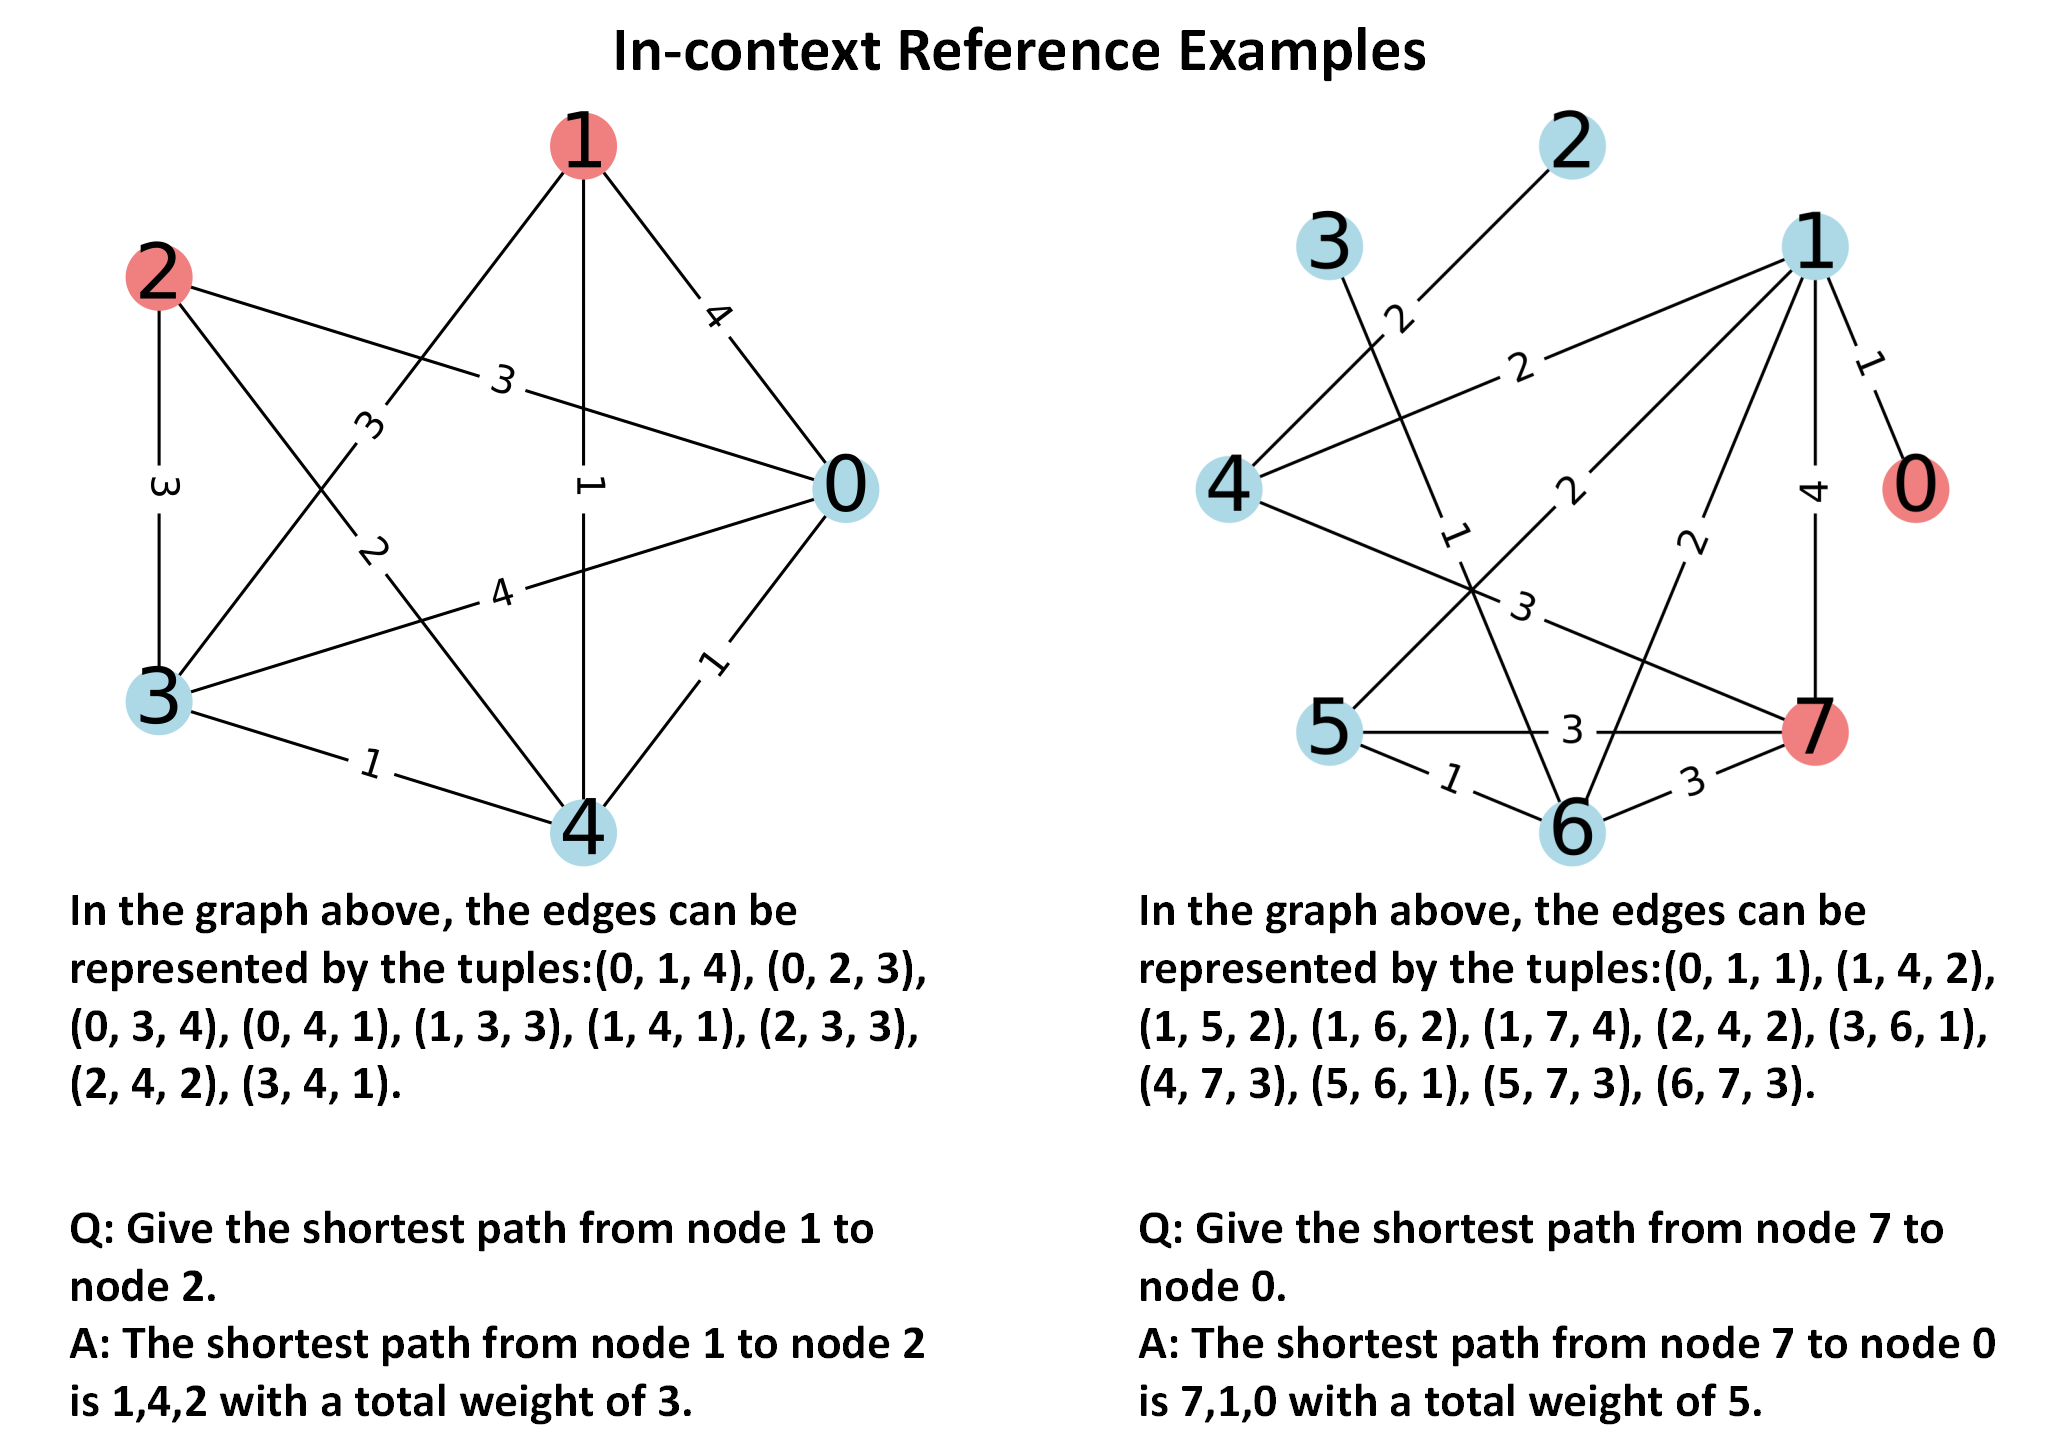 In-context Reference Examples
1
2
4
3
3
3
1
0
2
4
1
3
1
4
2
3
1
2
2
1
4
2
1
2
4
0
3
5
3
7
1
3
6
In the graph above, the edges can be
represented by the tuples:(0, 1, 4), (0, 2, 3),
(0, 3, 4), (0, 4, 1), (1, 3, 3), (1, 4, 1), (2, 3, 3),
(2, 4, 2), (3, 4, 1).
Q: Give the shortest path from node 1 to
node 2.
A: The shortest path from node 1 to node 2
is 1,4,2 with a total weight of 3.
In the graph above, the edges can be
represented by the tuples:(0, 1, 1), (1, 4, 2),
(1, 5, 2), (1, 6, 2), (1, 7, 4), (2, 4, 2), (3, 6, 1),
(4, 7, 3), (5, 6, 1), (5, 7, 3), (6, 7, 3).
Q: Give the shortest path from node 7 to
node 0.
A: The shortest path from node 7 to node 0
is 7,1,0 with a total weight of 5.